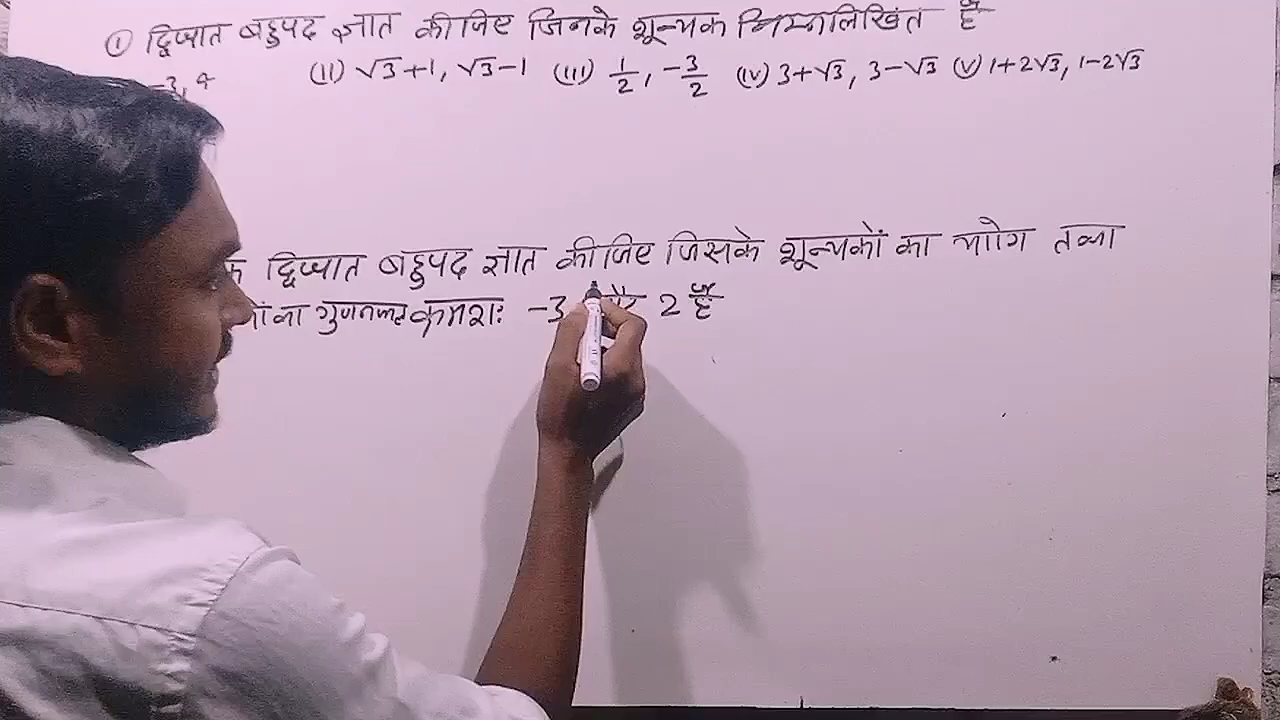 ① द्विघात बहुपद ज्ञात कीजिए जिनके शून्यक निम्नलिखित हैं
-3, 4 (ii) √3+1, √3-1 (iii) 1/2, -3/2 (iv) 3+√3, 3-√3 (v) 1+2√3, 1-2√3
द्विघात बहुपद ज्ञात कीजिए जिसके शून्यकों का योग तथा
का गुणनफल क्रमशः -3 2 हैं